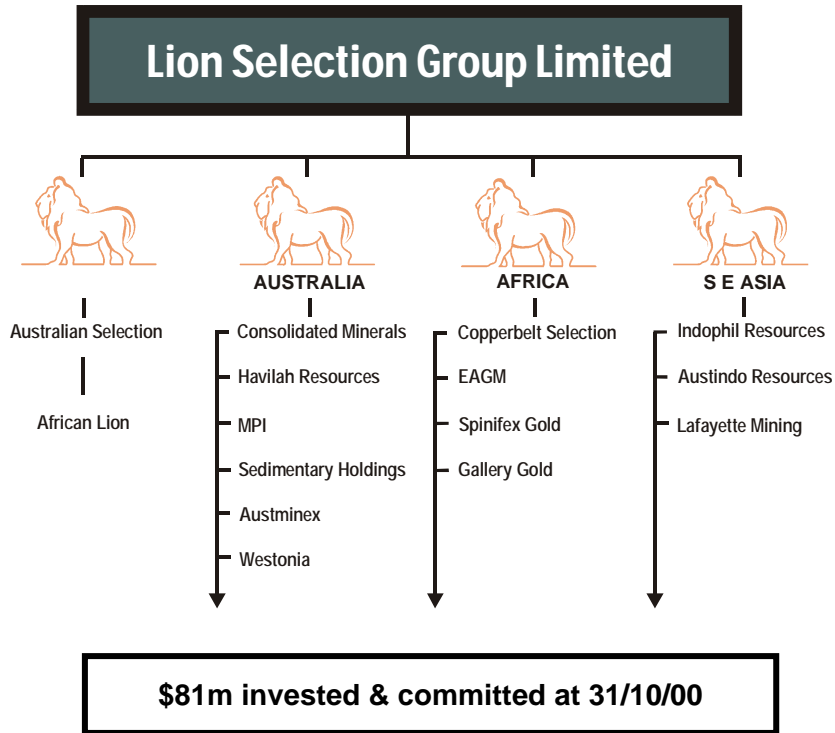 Lion Selection Group Limited
AUSTRALIA
AFRICA
S E ASIA
Australian Selection
African Lion
Consolidated Minerals
Havilah Resources
MPI
Sedimentary Holdings
Austminex
Westonia
Copperbelt Selection
EAGM
Spinifex Gold
Gallery Gold
Indophil Resources
Austindo Resources
Lafayette Mining
$81m invested & committed at 31/10/00